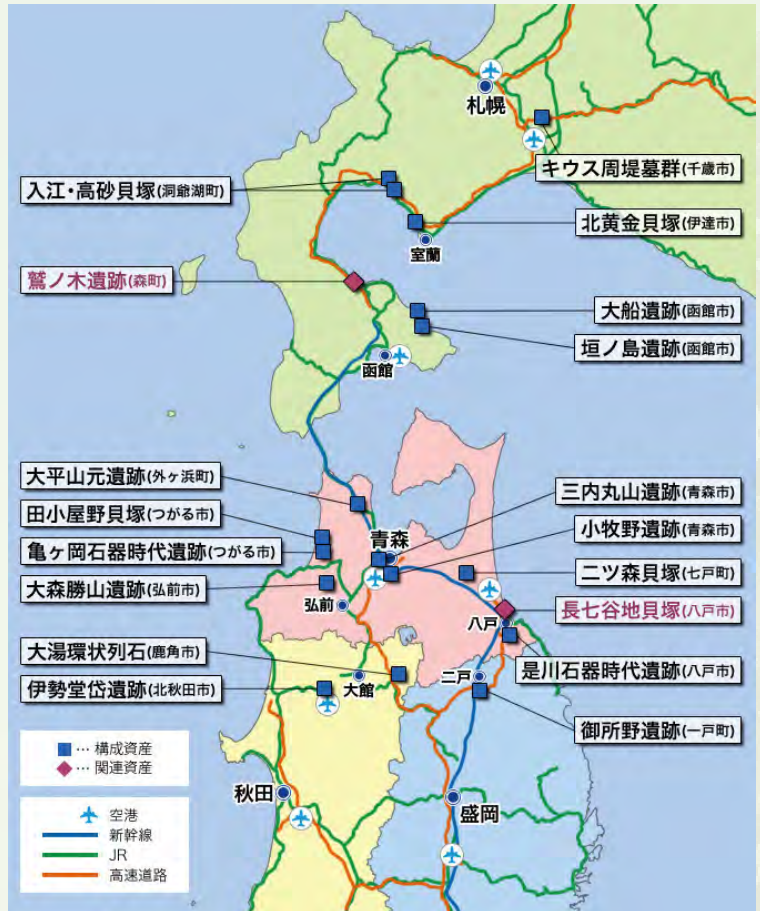 札幌
キウス周堤墓群(千歳市)
入江・高砂貝塚(洞爺湖町)
北黄金貝塚(伊達市)
室蘭
鷲ノ木遺跡(森町)
大船遺跡(函館市)
垣ノ島遺跡(函館市)
函館
大平山元遺跡(外ヶ浜町)
三内丸山遺跡(青森市)
田小屋野貝塚(つがる市)
小牧野遺跡(青森市)
青森
亀ヶ岡石器時代遺跡(つがる市)
二ツ森貝塚(七戸町)
大森勝山遺跡(弘前市)
弘前
長七谷地貝塚(八戸市)
八戸
大湯環状列石(鹿角市)
是川石器時代遺跡(八戸市)
伊勢堂岱遺跡(北秋田市)
大館
二戸
御所野遺跡(一戸町)
■…構成資産
◆…関連資産
秋田
盛岡
空港
新幹線
JR
高速道路